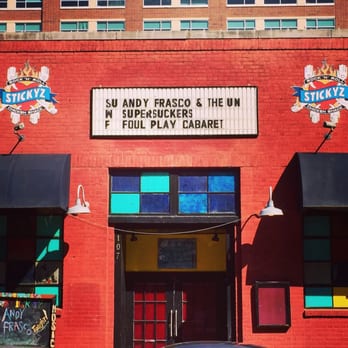 STICKYZ
STICKYZ
SU ANDY FRASCO & THE UN
W SUPERSUCKERS
F FOUL PLAY CABARET
107
ANDY
FRASCO